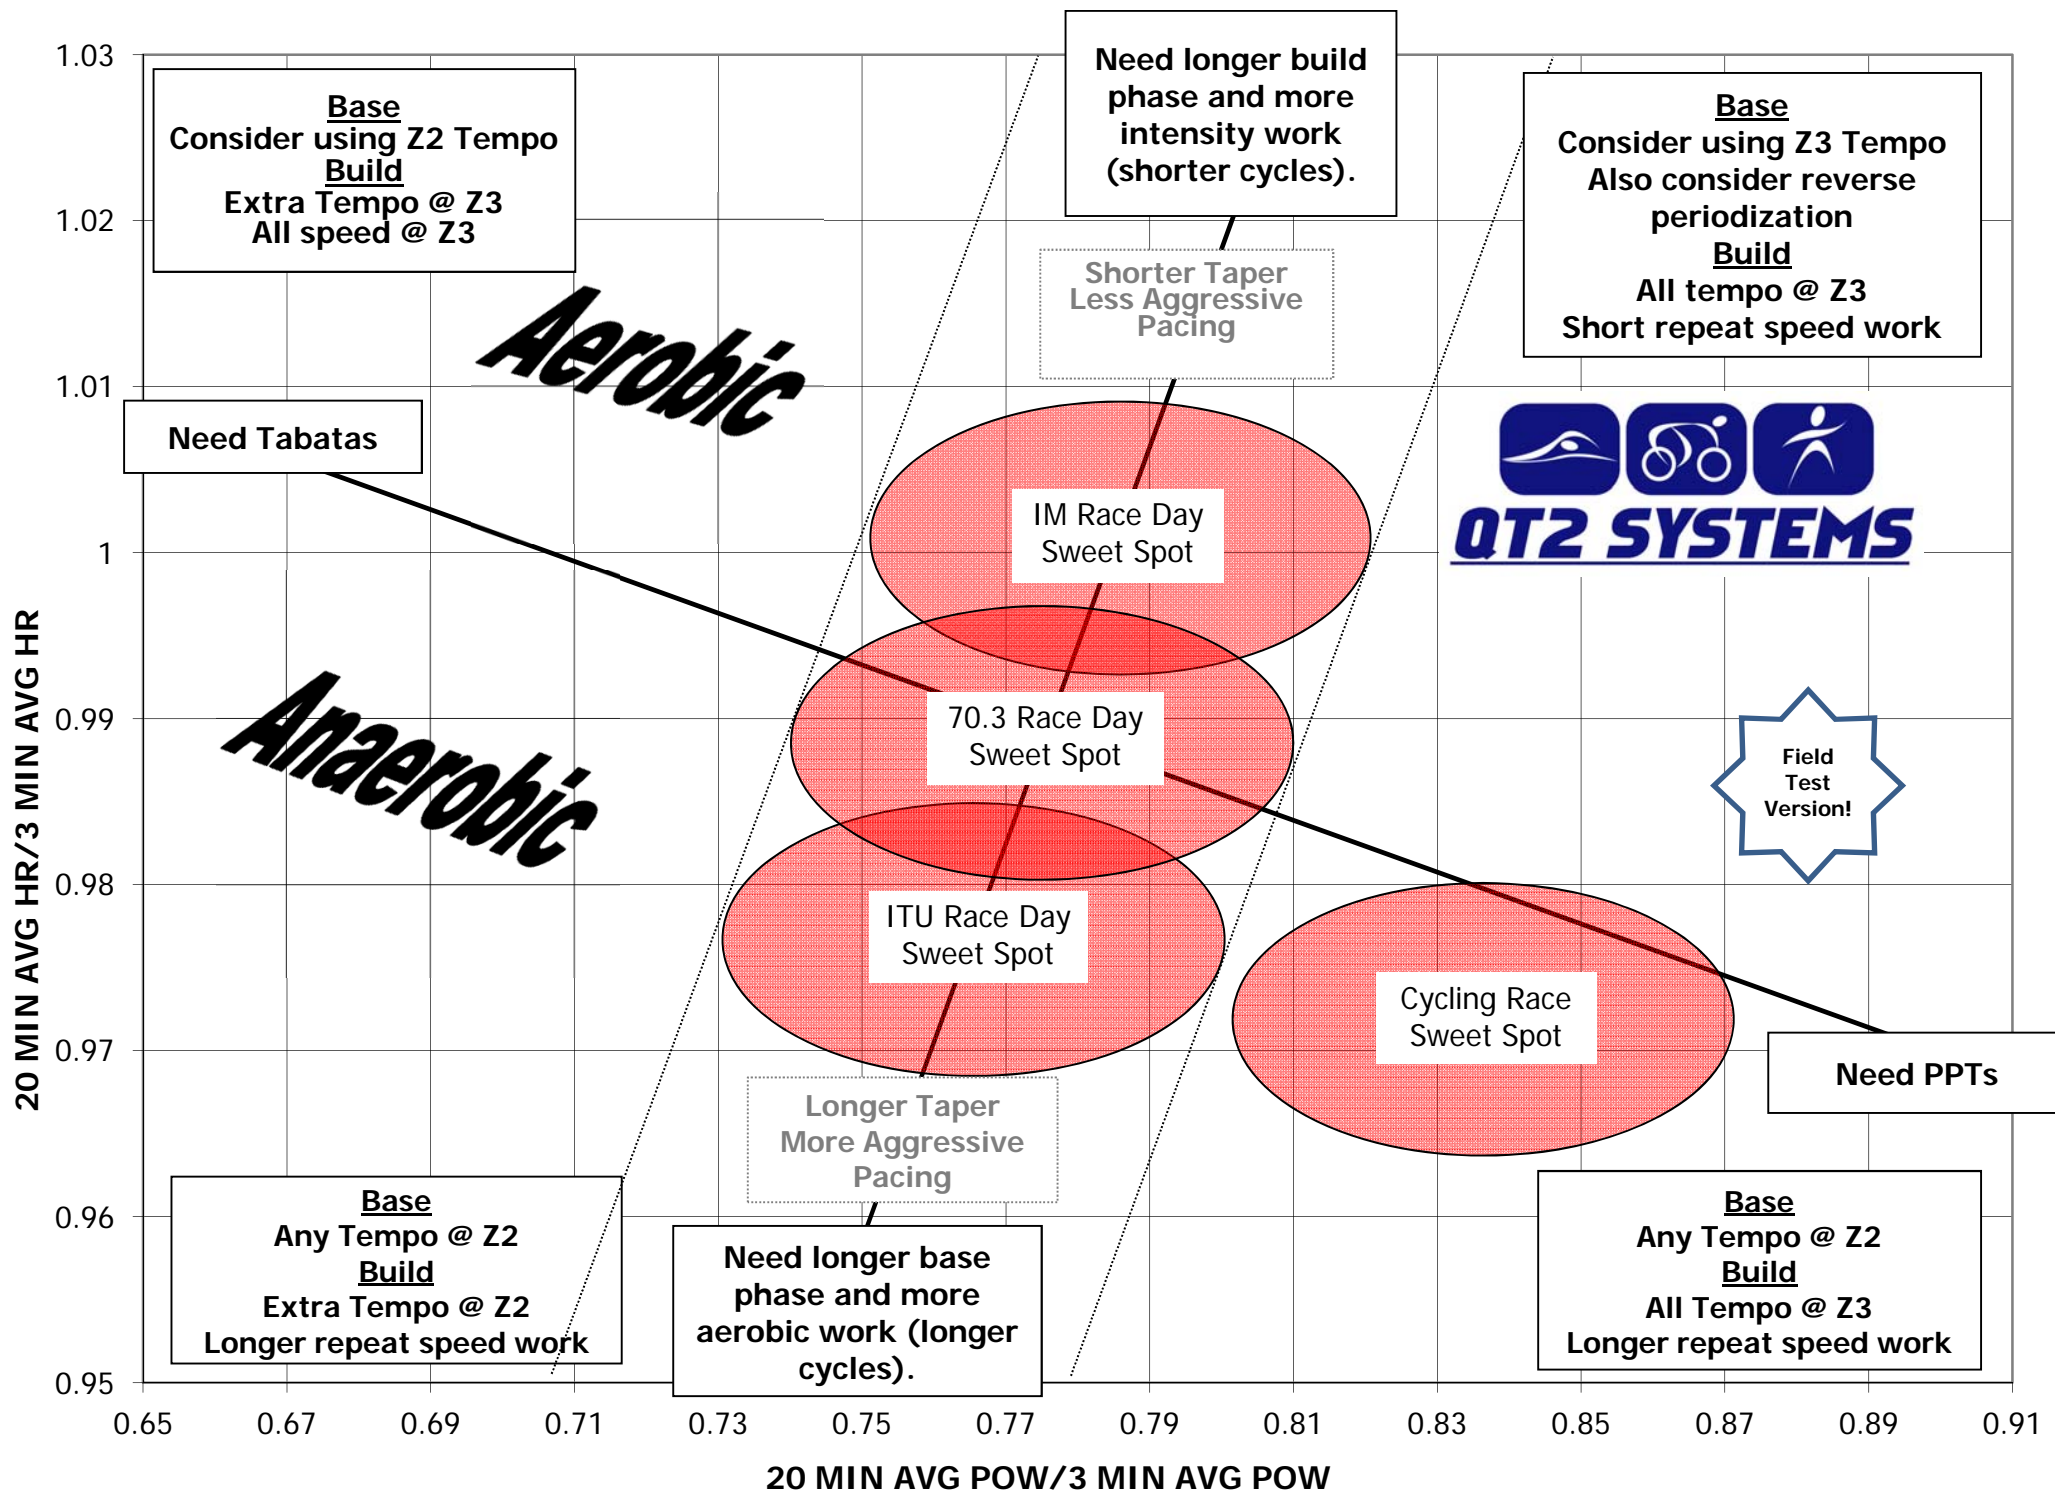 1.03
1.02
1.01
1
0.99
0.98
0.97
0.96
0.95
20 MIN AVG HR/3 MIN AVG HR
Base
Consider using Z2 Tempo
Build
Extra Tempo @ Z3
All speed @ Z3
Need longer build
phase and more
intensity work
(shorter cycles).
Base
Consider using Z3 Tempo
Also consider reverse
periodization
Build
All tempo @ Z3
Short repeat speed work
Shorter Taper
Less Aggressive
Pacing
Aerobic
Need Tabatas
QT2 SYSTEMS
IM Race Day
Sweet Spot
Anaerobic
70.3 Race Day
Sweet Spot
Field
Test
Version!
ITU Race Day
Sweet Spot
Cycling Race
Sweet Spot
Need PPTs
Longer Taper
More Aggressive
Pacing
Base
Any Tempo @ Z2
Build
Extra Tempo @ Z2
Longer repeat speed work
Need longer base
phase and more
aerobic work (longer
cycles).
Base
Any Tempo @ Z2
Build
All Tempo @ Z3
Longer repeat speed work
0.65 0.67 0.69 0.71 0.73 0.75 0.77 0.79 0.81 0.83 0.85 0.87 0.89 0.91
20 MIN AVG POW/3 MIN AVG POW